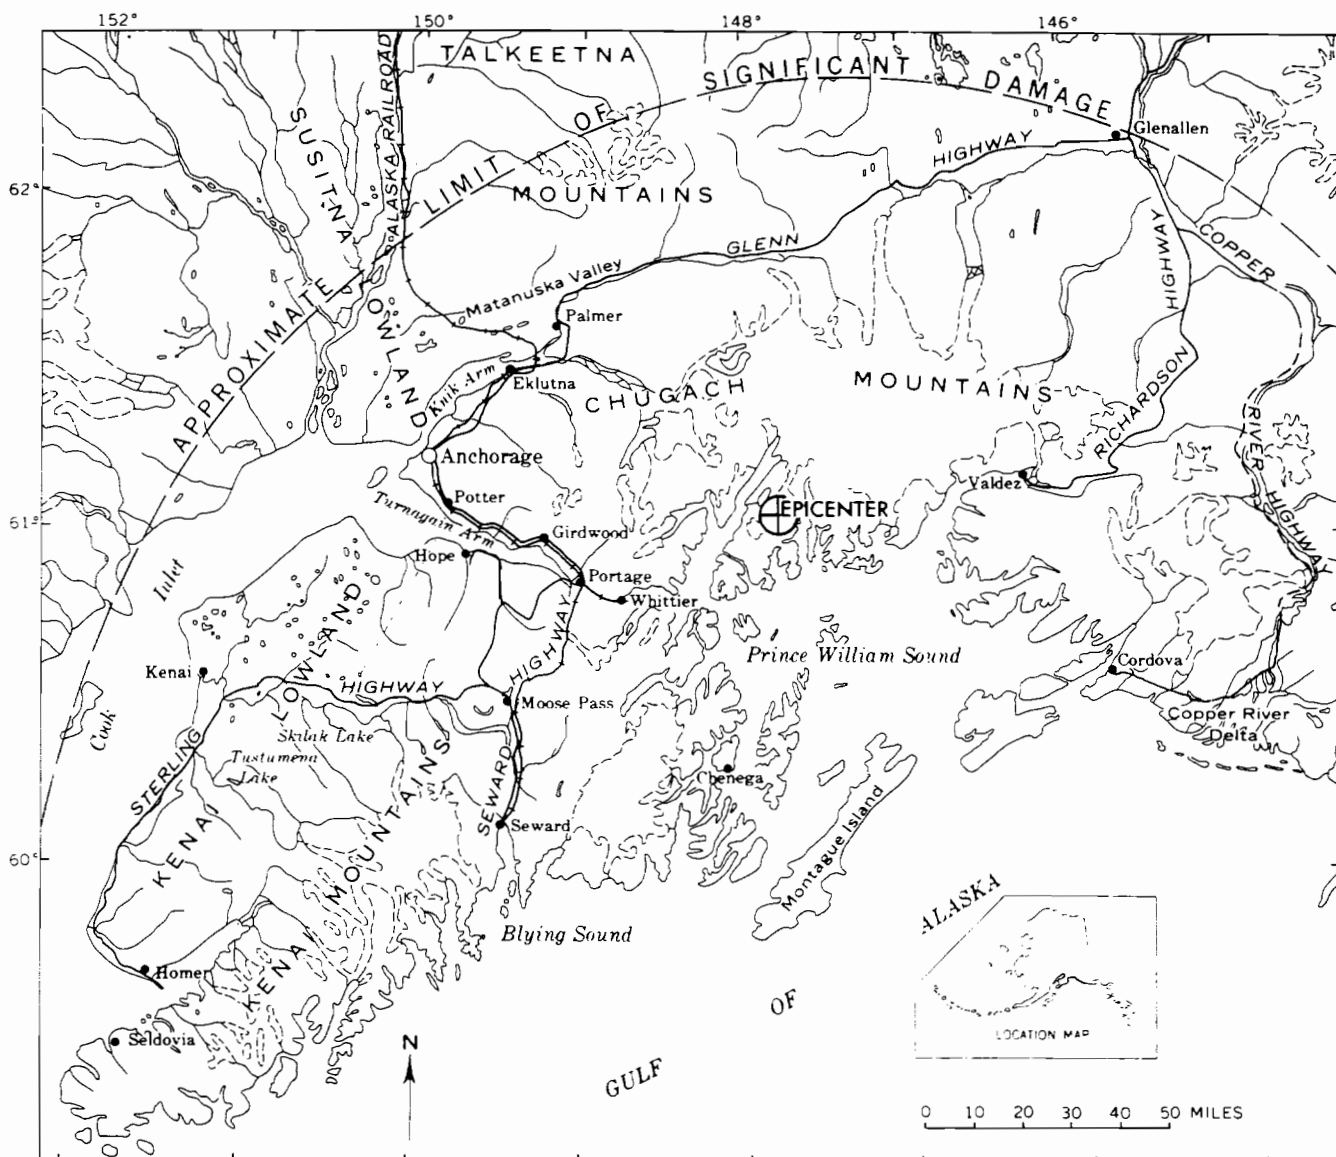 152° 150° 148° 146°
TALKEETNA
SIGNIFICANT
DAMAGE
ALASKA RAILROAD
SUSITNA
OF
Glenallen
HIGHWAY
62°
LIMIT
MOUNTAINS
GLENN
HIGHWAY
COPPER
Matanuska Valley
APPROXIMATE
LOWLAND
Palmer
Knik Arm
Eklutna
CHUGACH
MOUNTAINS
RICHARDSON
RIVER
Anchorage
Valdez
HIGHWAY
Potter
EPICENTER
61°
Turnagain Arm
Girdwood
Hope
Portage
Whittier
Inlet
LOWLAND
HIGHWAY
Prince William Sound
Cordova
Kenai
HIGHWAY
Moose Pass
Copper River
Delta
Cook
Skilak Lake
Tustumena
Lake
STERLING
SEWARD
Chenega
Seward
Montague Island
60°
KENAI
MOUNTAINS
ALASKA
Blying Sound
KENAI
Homer
OF
LOCATION MAP
Seldovia
N
GULF
0 10 20 30 40 50 MILES